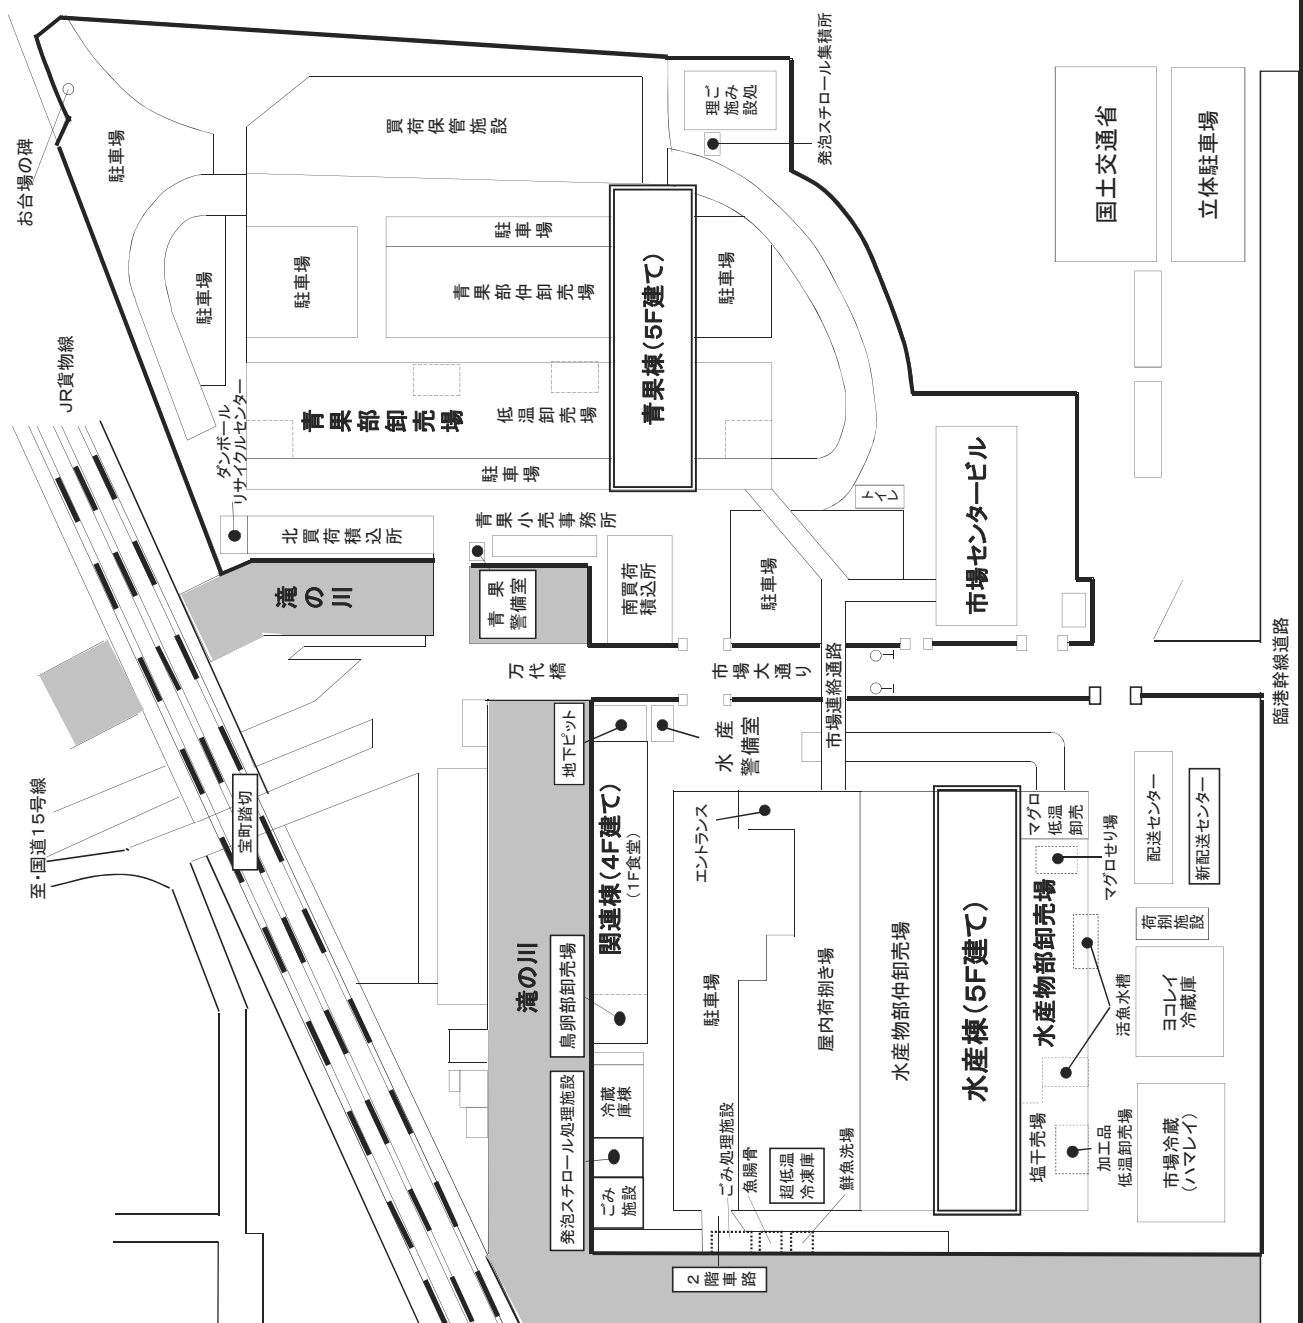 お台場の碑
駐車場
買荷保管施設
ごみ処
理施設
発泡スチロール集積所
国土交通省
立体駐車場
駐車場
駐車場
駐車場
青果部仲卸売場
青果棟(5F建て)
駐車場
JR貨物線
ダンボール
リサイクルセンター
青果部卸売場
低温卸売場
駐車場
トイレ
市場センタービル
北買荷積込所
青果小売事務所
滝の川
青果
警備室
南買荷
積込所
駐車場
万代橋
市場大通り
市場連絡通路
臨港幹線道路
至・国道15号線
宝町踏切
地下ピット
水産
警備室
関連棟(4F建て)
(1F食堂)
エントランス
マグロ
低温
卸売
マグロせり場
配送センター
新配送センター
滝の川
鳥卵部卸売場
駐車場
屋内荷捌き場
水産物部仲卸売場
水産棟(5F建て)
水産物部卸売場
活魚水槽
荷捌
施設
ヨコレイ
冷蔵庫
発泡スチロール処理施設
冷蔵
庫棟
ごみ
施設
ごみ処理施設
魚腸骨
超低温
冷凍庫
鮮魚洗場
塩干売場
加工品
低温卸売場
市場冷蔵
(ハマレイ)
2階車路